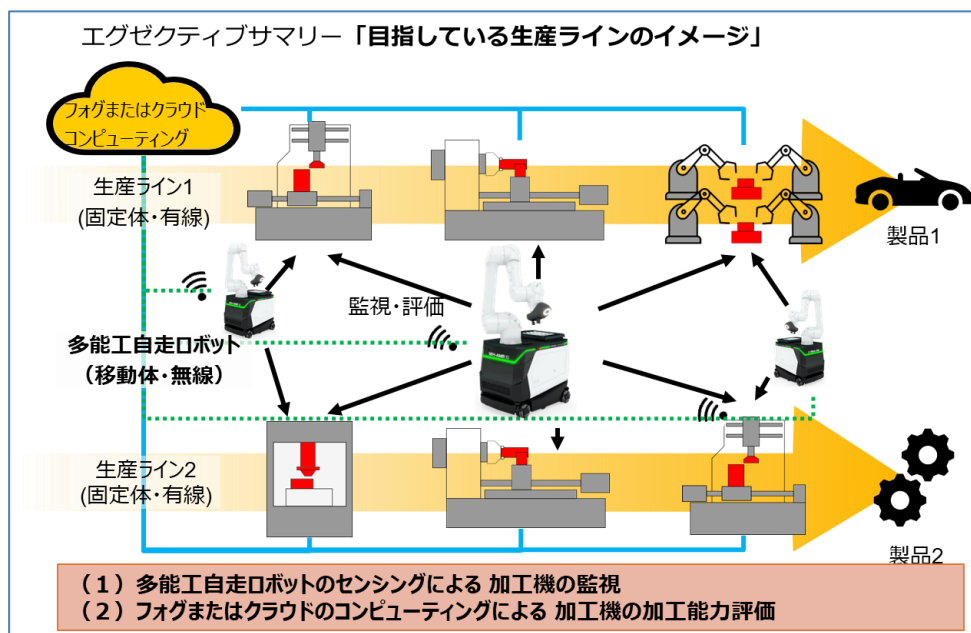 エグゼクティブサマリー「目指している生産ラインのイメージ」
フォグまたはクラウド
コンピューティング
生産ライン1
(固定体・有線)
製品1
監視・評価
多能工自走ロボット
(移動体・無線)
生産ライン2
(固定体・有線)
製品2
(1)多能工自走ロボットのセンシングによる 加工機の監視
(2)フォグまたはクラウドのコンピューティングによる 加工機の加工能力評価